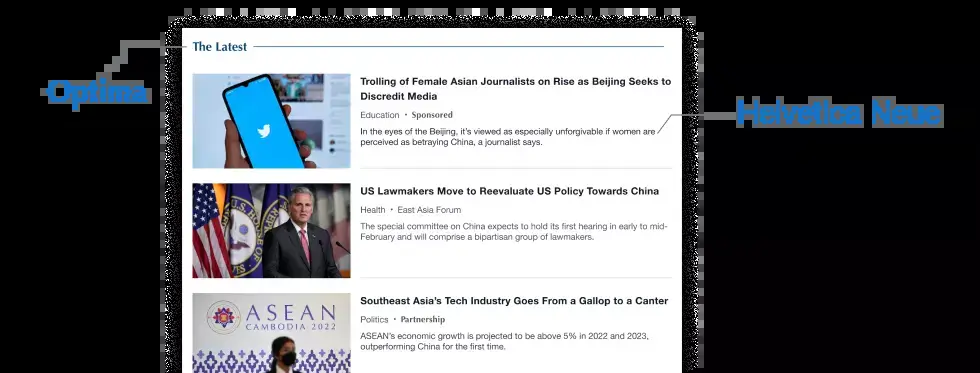 The Latest
Optima
Trolling of Female Asian Journalists on Rise as Beijing Seeks to
Discredit Media
Education • Sponsored
In the eyes of the Beijing, it’s viewed as especially unforgivable if women are
perceived as betraying China, a journalist says.
Helvetica Neue
US Lawmakers Move to Reevaluate US Policy Towards China
Health • East Asia Forum
The special committee on China expects to hold its first hearing in early to mid-
February and will comprise a bipartisan group of lawmakers.
ASEAN
CAMBODIA 2022
Southeast Asia’s Tech Industry Goes From a Gallop to a Canter
Politics • Partnership
ASEAN’s economic growth is projected to be above 5% in 2022 and 2023,
outperforming China for the first time.